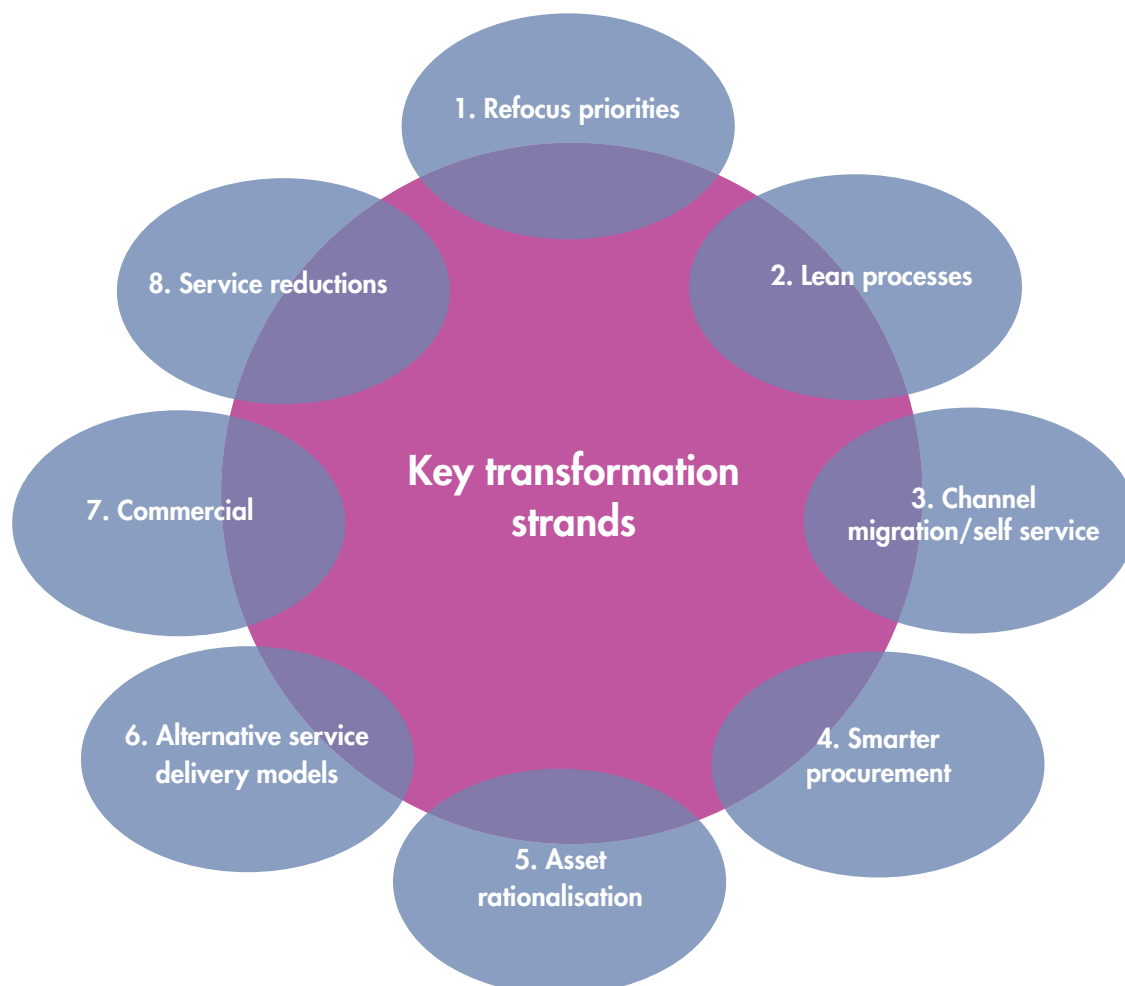 Key transformation
strands
1. Refocus priorities
2. Lean processes
3. Channel
migration/self service
4. Smarter
procurement
5. Asset
rationalisation
6. Alternative service
delivery models
7. Commercial
8. Service reductions